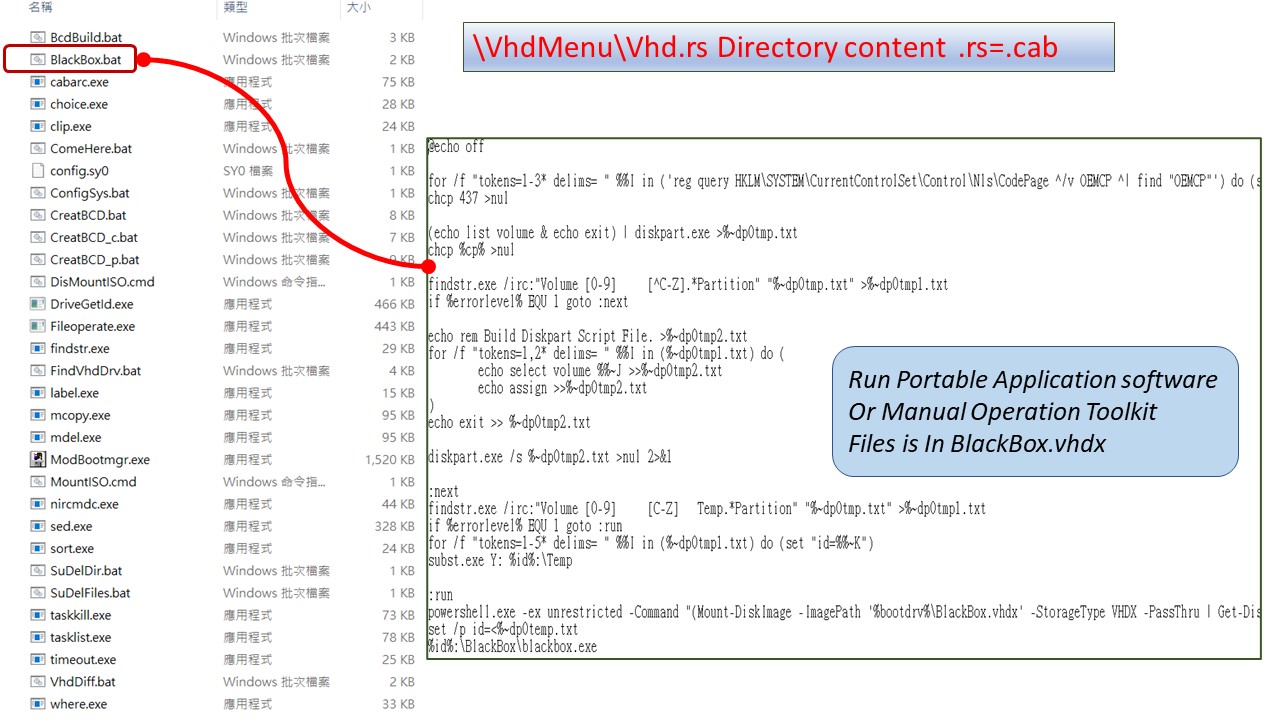 名稱 類型 大小
\VhdMenu\Vhd.rs Directory content .rs=.cab
BcdBuild.bat Windows 批次檔案 3 KB
BlackBox.bat Windows 批次檔案 2 KB
cabarc.exe 應用程式 75 KB
choice.exe 應用程式 28 KB
clip.exe 應用程式 24 KB
ComeHere.bat Windows 批次檔案 1 KB
config.sy0 SY0 檔案 1 KB
ConfigSys.bat Windows 批次檔案 1 KB
CreatBCD.bat Windows 批次檔案 8 KB
CreatBCD_c.bat Windows 批次檔案 7 KB
CreatBCD_p.bat Windows 批次檔案 9 KB
DisMountISO.cmd Windows 命令指... 1 KB
DriveGetId.exe 應用程式 466 KB
Fileoperate.exe 應用程式 443 KB
findstr.exe 應用程式 29 KB
FindVhdDrv.bat Windows 批次檔案 4 KB
label.exe 應用程式 15 KB
mcopy.exe 應用程式 95 KB
mdel.exe 應用程式 95 KB
ModBootmgr.exe 應用程式 1,520 KB
MountISO.cmd Windows 命令指... 1 KB
nircmdc.exe 應用程式 44 KB
sed.exe 應用程式 328 KB
sort.exe 應用程式 24 KB
SuDelDir.bat Windows 批次檔案 1 KB
SuDelFiles.bat Windows 批次檔案 1 KB
taskkill.exe 應用程式 73 KB
tasklist.exe 應用程式 78 KB
timeout.exe 應用程式 25 KB
VhdDiff.bat Windows 批次檔案 2 KB
where.exe 應用程式 33 KB
@echo off
for /f "tokens=1-3* delims= " %%I in ('reg query HKLM\SYSTEM\CurrentControlSet\Control\Nls\CodePage ^/v OEMCP ^| find "OEMCP"') do (s
chcp 437 >nul
(echo list volume & echo exit) | diskpart.exe >%~dp0tmp.txt
chcp %cp% >nul
findstr.exe /irc:"Volume [0-9]    [^C-Z].*Partition" "%~dp0tmp.txt" >%~dp0tmp1.txt
if %errorlevel% EQU 1 goto :next
echo rem Build Diskpart Script File. >%~dp0tmp2.txt
for /f "tokens=1,2* delims= " %%I in (%~dp0tmp1.txt) do (
echo select volume %%~J >>%~dp0tmp2.txt
echo assign >>%~dp0tmp2.txt
)
echo exit >> %~dp0tmp2.txt
diskpart.exe /s %~dp0tmp2.txt >nul 2>&1
:next
findstr.exe /irc:"Volume [0-9]    [C-Z]   Temp.*Partition" "%~dp0tmp.txt" >%~dp0tmp1.txt
if %errorlevel% EQU 1 goto :run
for /f "tokens=1-5* delims= " %%I in (%~dp0tmp1.txt) do (set "id=%%~K")
subst.exe Y: %id%:\Temp
:run
powershell.exe -ex unrestricted -Command "(Mount-DiskImage -ImagePath '%bootdrv%\BlackBox.vhdx' -StorageType VHDX -PassThru | Get-Dis
set /p id=<%~dp0temp.txt
%id%:\BlackBox\blackbox.exe
Run Portable Application software
Or Manual Operation Toolkit
Files is In BlackBox.vhdx